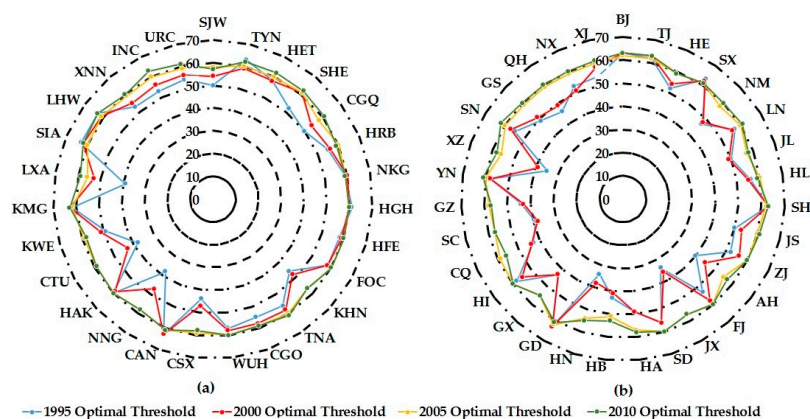 SJW
TYN
HET
SHE
CGQ
HRB
NKG
HGH
HFE
FOC
KHN
TNA
CGO
WUH
CSX
CAN
NNG
HAK
CTU
KWE
KMG
LXA
SIA
LHW
XNN
INC
URC
70
60
50
40
30
20
10
0
(a)
BJ
TJ
HE
SX
NM
LN
JL
HL
SH
JS
ZJ
AH
FJ
JX
SD
HA
HB
HN
GD
GX
HI
CQ
SC
GZ
YN
XZ
SN
GS
QH
NX
XJ
70
60
50
40
30
20
10
0
(b)
1995 Optimal Threshold 2000 Optimal Threshold 2005 Optimal Threshold 2010 Optimal Threshold